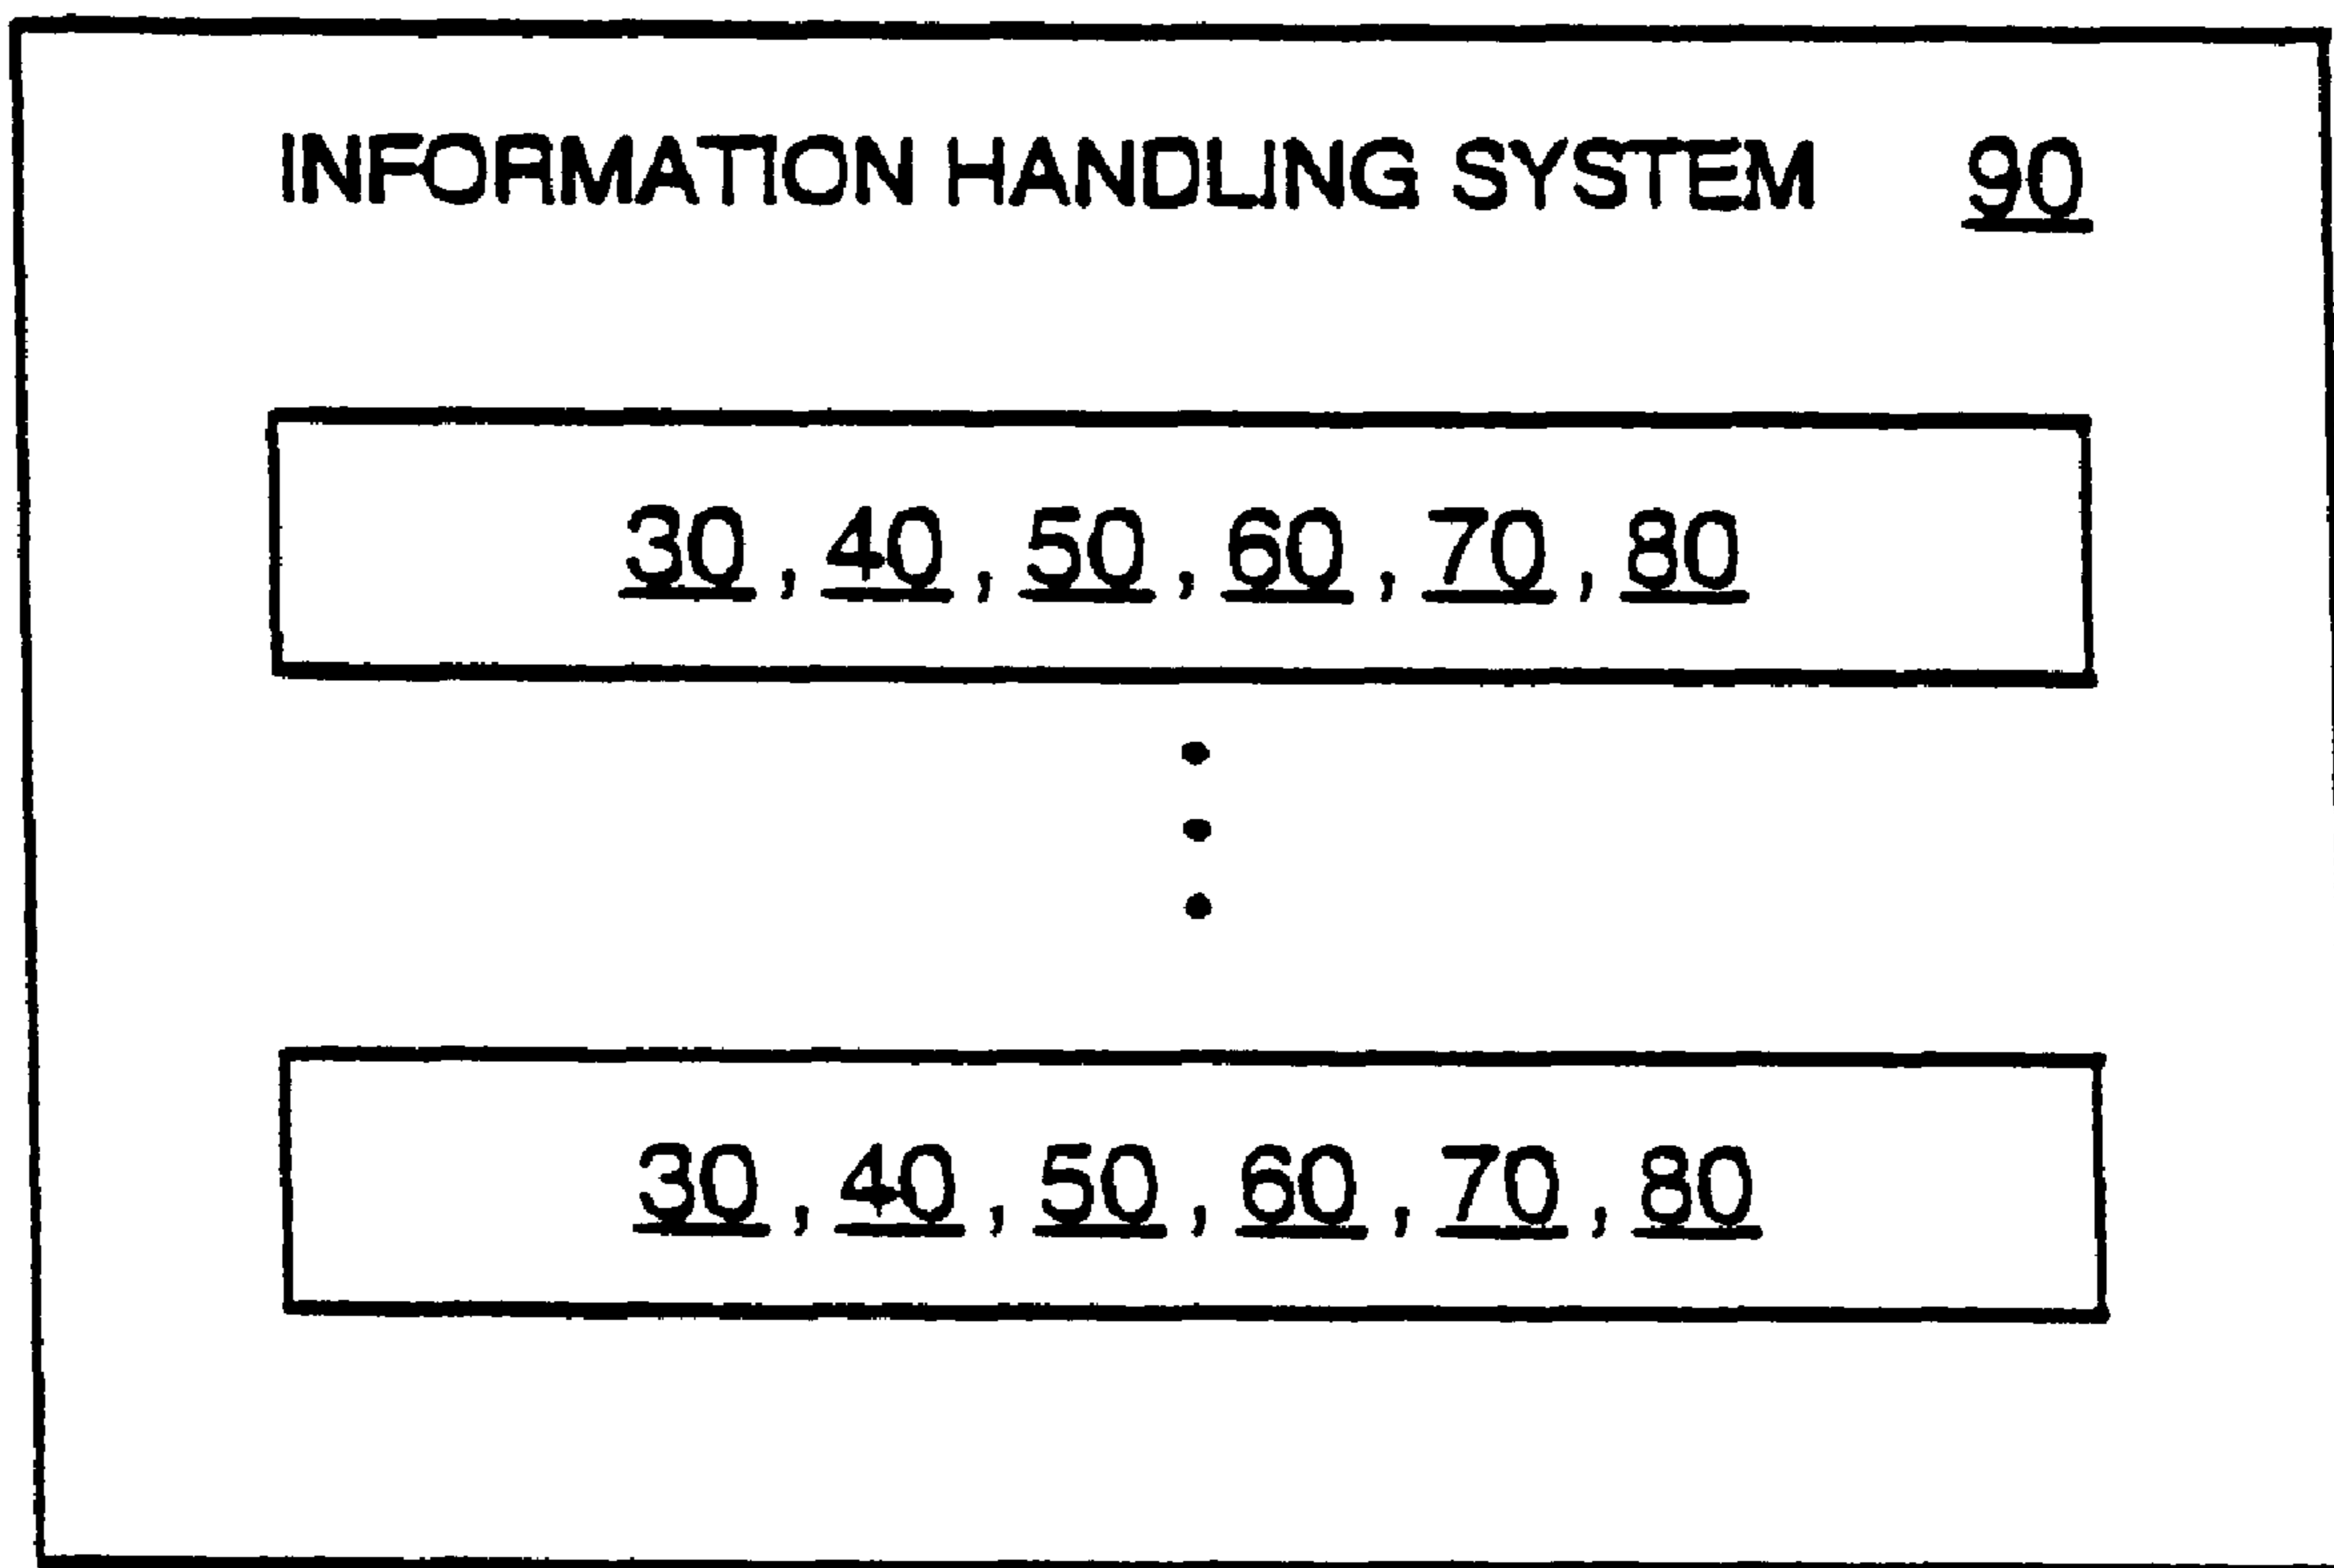 INFORMATION HANDLING SYSTEM 90
30, 40, 50, 60, 70, 80
30, 40, 50, 60, 70, 80